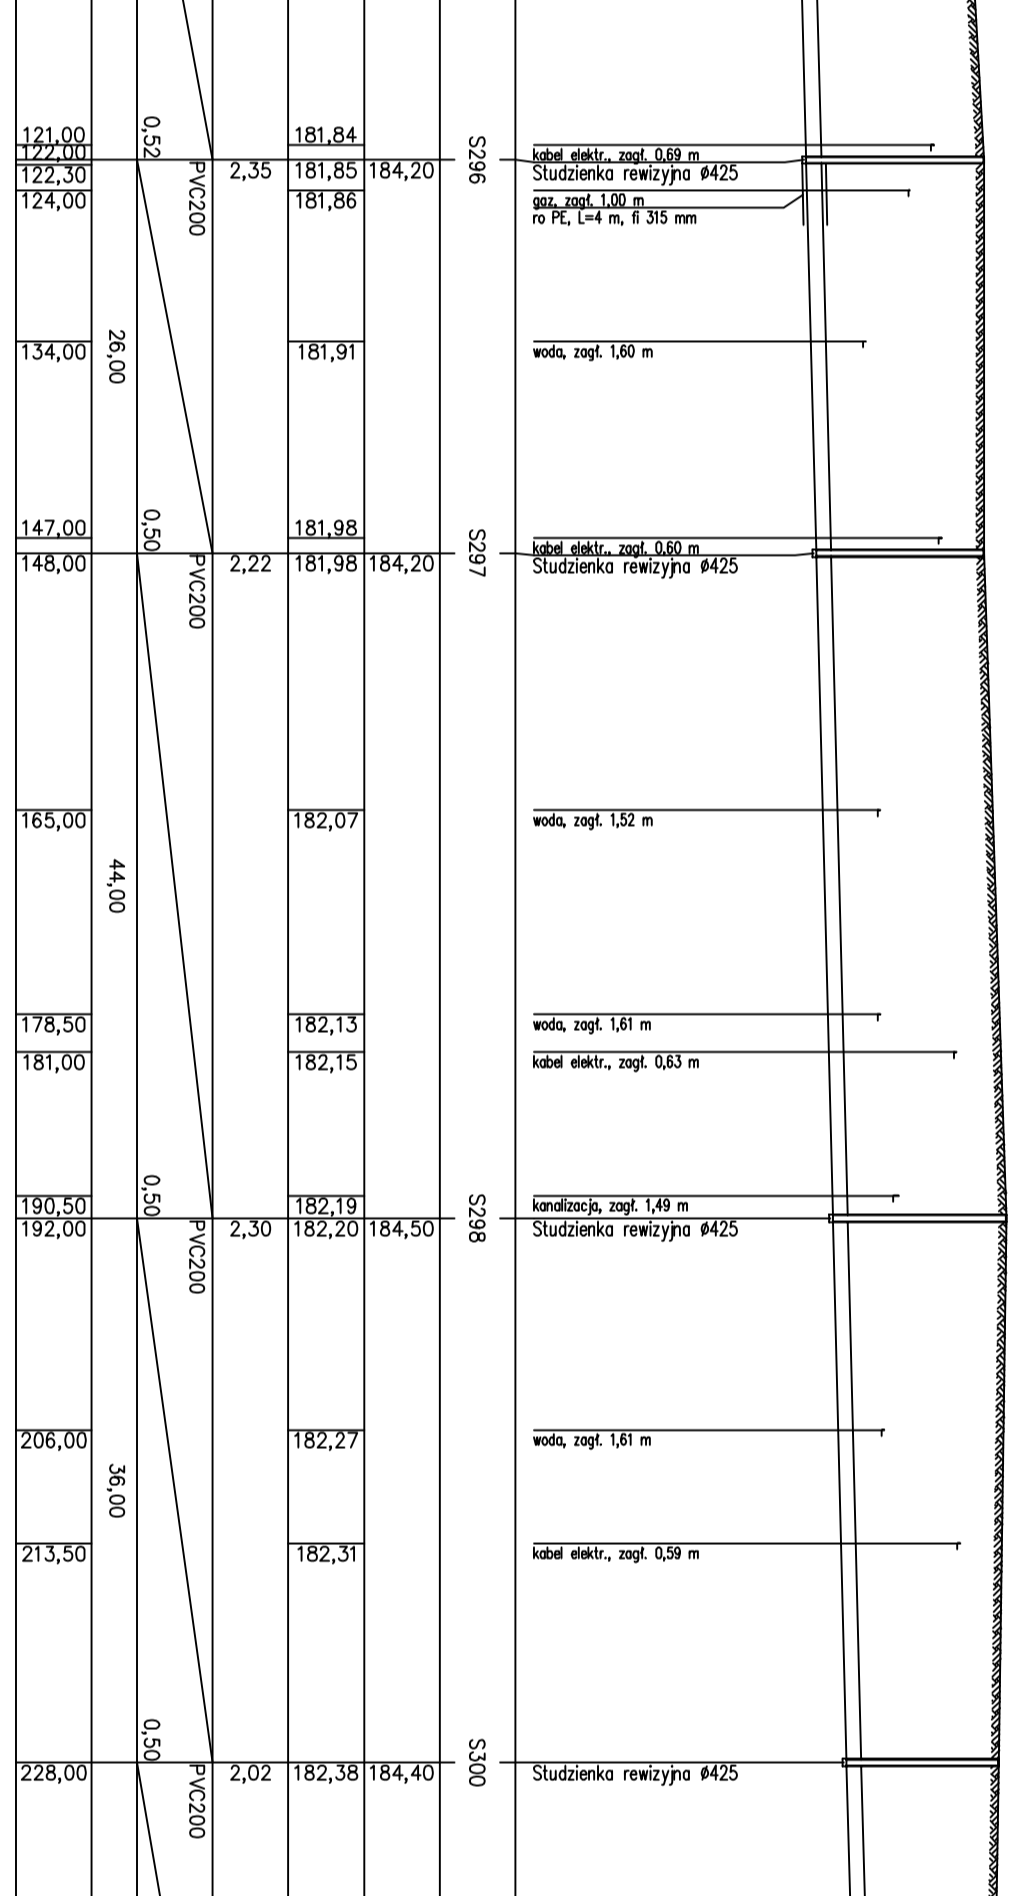 121,00
0,52
181,84
S296
kabel elektr., zagł. 0,69 m
122,00
122,30
PVC200
2,35
181,85
184,20
Studzienka rewizyjna Ø425
124,00
181,86
gaz, zagł. 1,00 m
ro PE, L=4 m, fi 315 mm
26,00
134,00
181,91
woda, zagł. 1,60 m
147,00
0,50
181,98
S297
kabel elektr., zagł. 0,60 m
148,00
PVC200
2,22
181,98
184,20
Studzienka rewizyjna Ø425
165,00
182,07
woda, zagł. 1,52 m
44,00
178,50
182,13
woda, zagł. 1,61 m
181,00
182,15
kabel elektr., zagł. 0,63 m
190,50
0,50
182,19
S298
kanalizacja, zagł. 1,49 m
192,00
PVC200
2,30
182,20
184,50
Studzienka rewizyjna Ø425
206,00
182,27
woda, zagł. 1,61 m
36,00
213,50
182,31
kabel elektr., zagł. 0,59 m
0,50
S300
228,00
PVC200
2,02
182,38
184,40
Studzienka rewizyjna Ø425